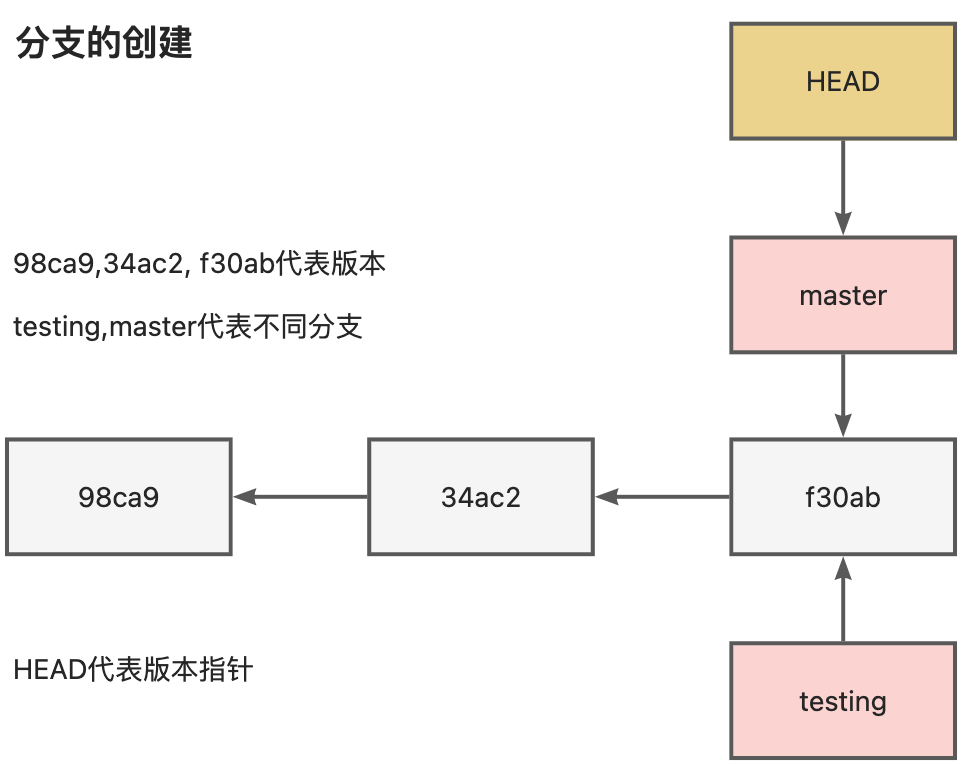 分支的创建
HEAD
98ca9,34ac2, f30ab代表版本
master
testing,master代表不同分支
98ca9
34ac2
f30ab
HEAD代表版本指针
testing